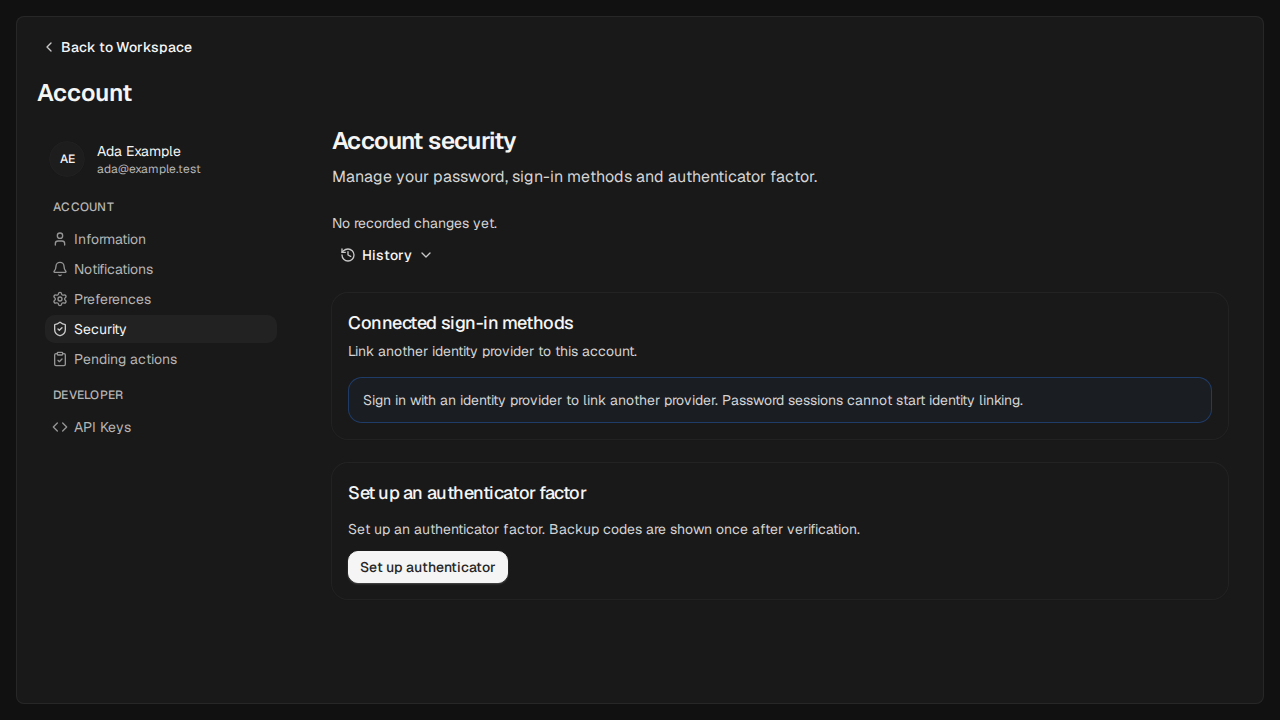 Back to Workspace
Account
AE
Ada Example
ada@example.test
ACCOUNT
Information
Notifications
Preferences
Security
Pending actions
DEVELOPER
API Keys
Account security
Manage your password, sign-in methods and authenticator factor.
No recorded changes yet.
History
Connected sign-in methods
Link another identity provider to this account.
Sign in with an identity provider to link another provider. Password sessions cannot start identity linking.
Set up an authenticator factor
Set up an authenticator factor. Backup codes are shown once after verification.
Set up authenticator